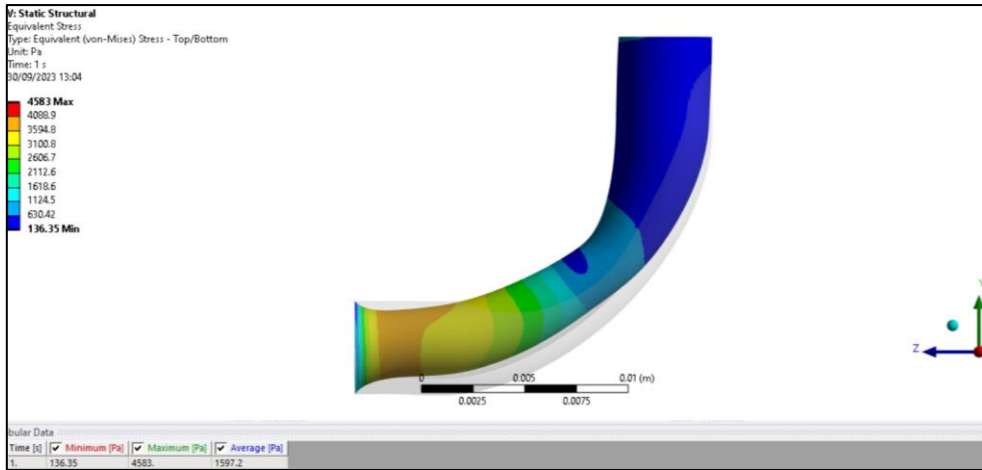 V: Static Structural
Equivalent Stress
Type: Equivalent (von-Mises) Stress - Top/Bottom
Unit: Pa
Time: 1 s
30/09/2023 13:04
4583 Max
4088.9
3594.8
3100.8
2606.7
2112.6
1618.6
1124.5
630.42
136.35 Min
Z
0 0.005 0.01 (m)
0.0025 0.0075
bular Data
Time [s] Minimum [Pa] Maximum [Pa] Average [Pa]
1. 136.35 4583. 1597.2